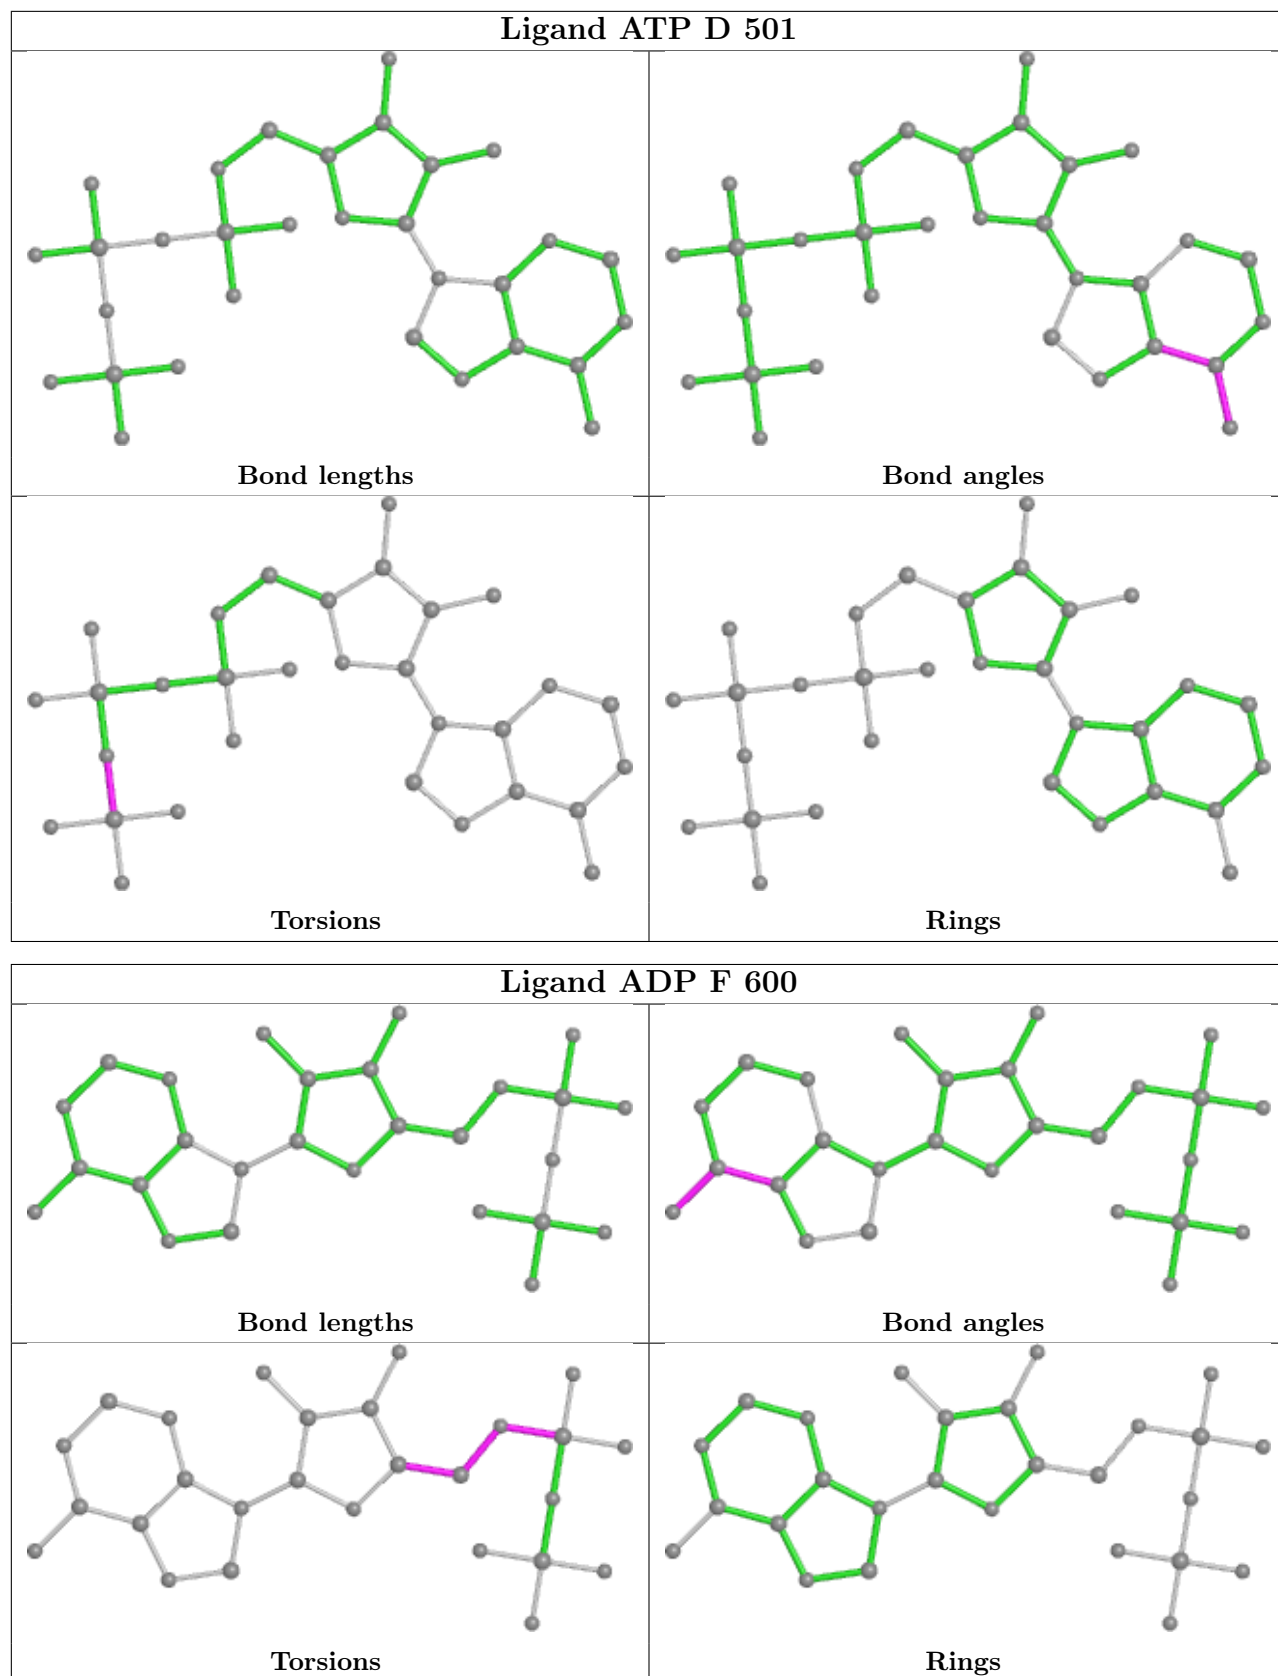 Ligand ATP D 501
Bond lengths
Bond angles
Torsions
Rings
Ligand ADP F 600
Bond lengths
Bond angles
Torsions
Rings